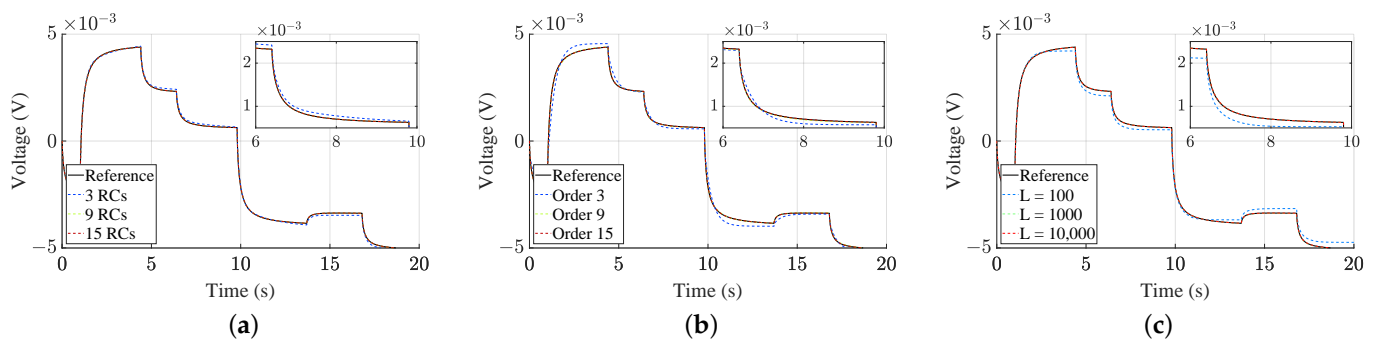 ×10⁻³
5
0
−5
Voltage (V)
0
5
10
15
20
Time (s)
Reference
3 RCs
9 RCs
15 RCs
×10⁻³
2
1
6
8
10
(a)
×10⁻³
5
0
−5
Voltage (V)
0
5
10
15
20
Time (s)
Reference
Order 3
Order 9
Order 15
×10⁻³
2
1
6
8
10
(b)
×10⁻³
5
0
−5
Voltage (V)
0
5
10
15
20
Time (s)
Reference
L = 100
L = 1000
L = 10,000
×10⁻³
2
1
6
8
10
(c)